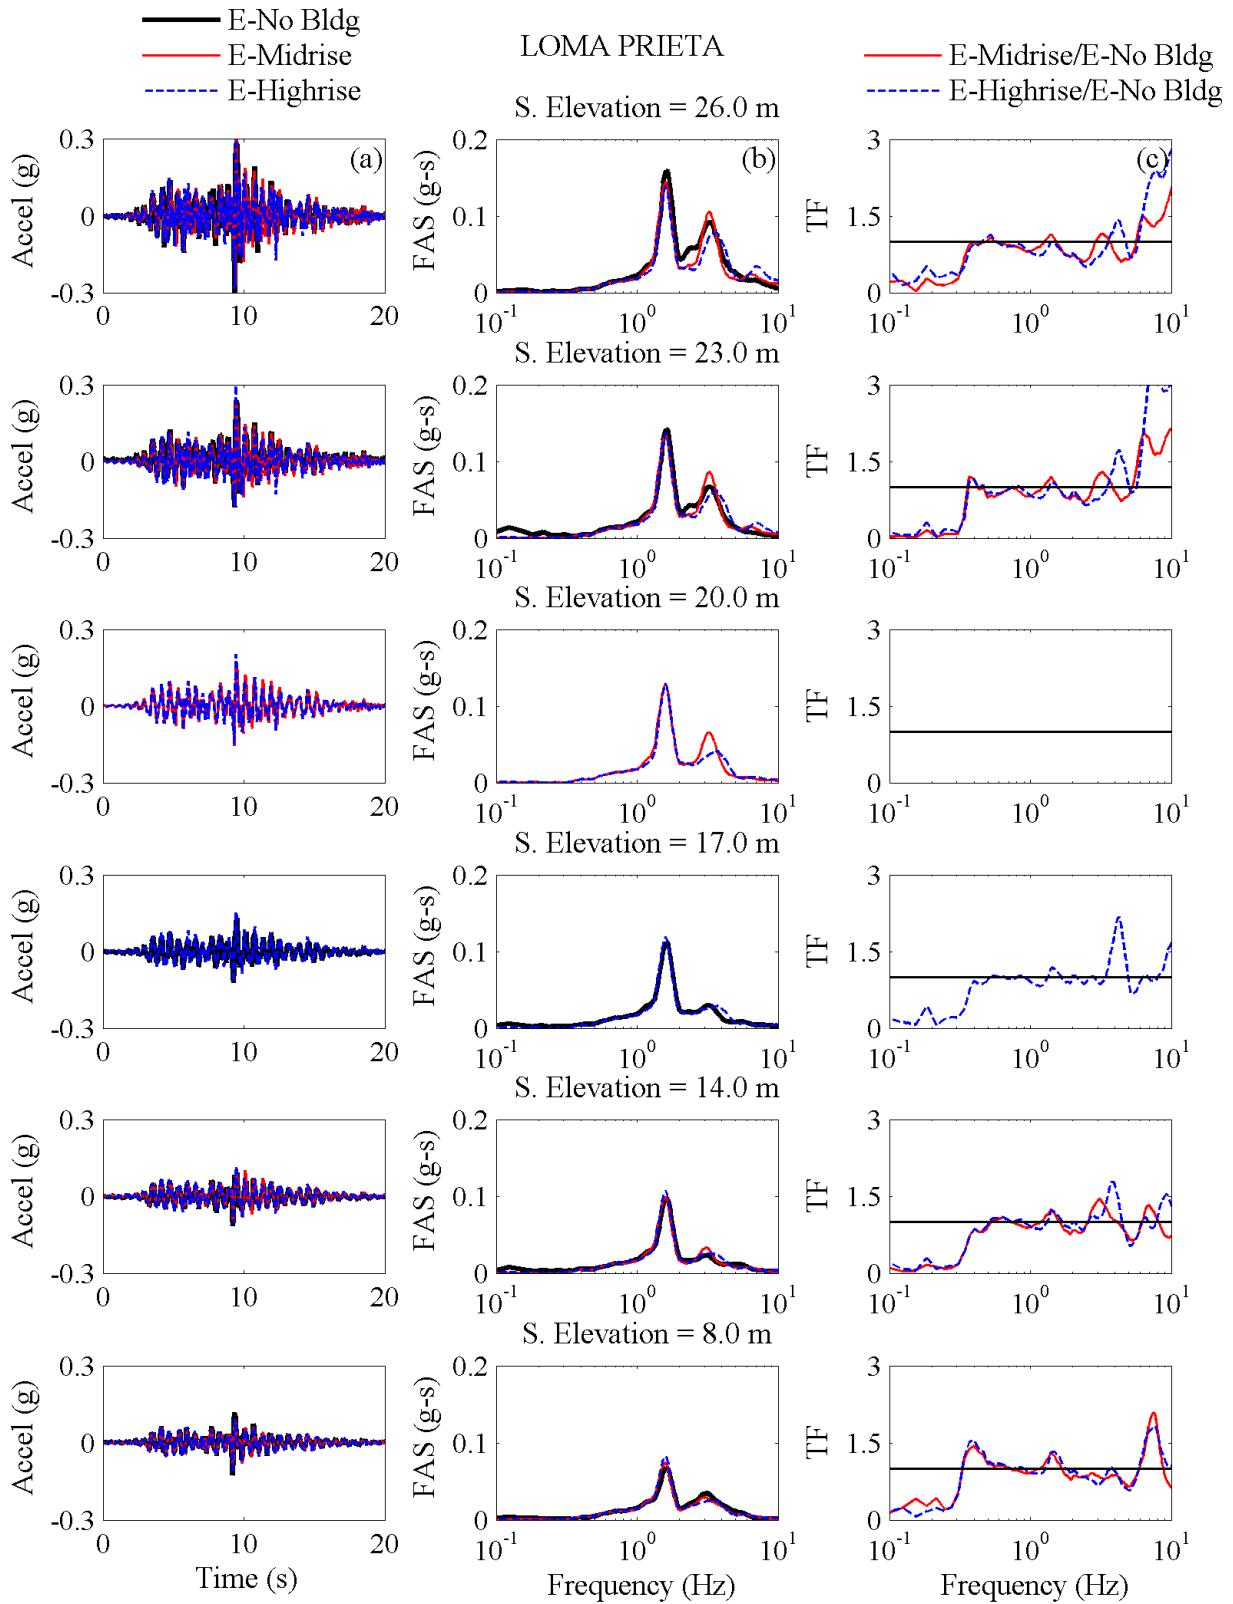 E-No Bldg
E-Midrise
E-Highrise
LOMA PRIETA
E-Midrise/E-No Bldg
E-Highrise/E-No Bldg
S. Elevation = 26.0 m
Accel (g)
0.3
0
-0.3
(a)
0 10 20
FAS (g-s)
0.2
0.1
0
(b)
10^-1 10^0 10^1
TF
3
1.5
0
(c)
10^-1 10^0 10^1
S. Elevation = 23.0 m
Accel (g)
0.3
0
-0.3
0 10 20
FAS (g-s)
0.2
0.1
0
10^-1 10^0 10^1
TF
3
1.5
0
10^-1 10^0 10^1
S. Elevation = 20.0 m
Accel (g)
0.3
0
-0.3
0 10 20
FAS (g-s)
0.2
0.1
0
10^-1 10^0 10^1
TF
3
1.5
0
10^-1 10^0 10^1
S. Elevation = 17.0 m
Accel (g)
0.3
0
-0.3
0 10 20
FAS (g-s)
0.2
0.1
0
10^-1 10^0 10^1
TF
3
1.5
0
10^-1 10^0 10^1
S. Elevation = 14.0 m
Accel (g)
0.3
0
-0.3
0 10 20
FAS (g-s)
0.2
0.1
0
10^-1 10^0 10^1
TF
3
1.5
0
10^-1 10^0 10^1
S. Elevation = 8.0 m
Accel (g)
0.3
0
-0.3
0 10 20
Time (s)
FAS (g-s)
0.2
0.1
0
10^-1 10^0 10^1
Frequency (Hz)
TF
3
1.5
0
10^-1 10^0 10^1
Frequency (Hz)